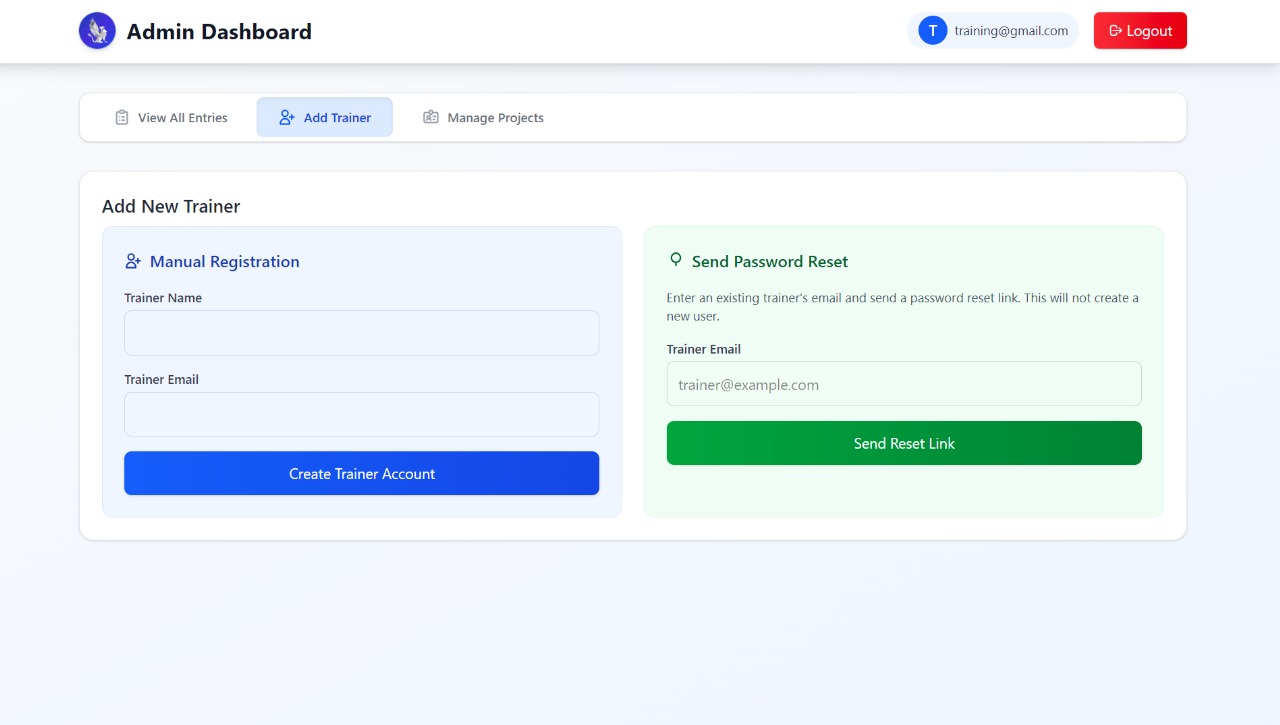 Admin Dashboard
T
training@gmail.com
Logout
View All Entries
Add Trainer
Manage Projects
Add New Trainer
Manual Registration
Trainer Name
Trainer Email
Create Trainer Account
Send Password Reset
Enter an existing trainer's email and send a password reset link. This will not create a
new user.
Trainer Email
trainer@example.com
Send Reset Link